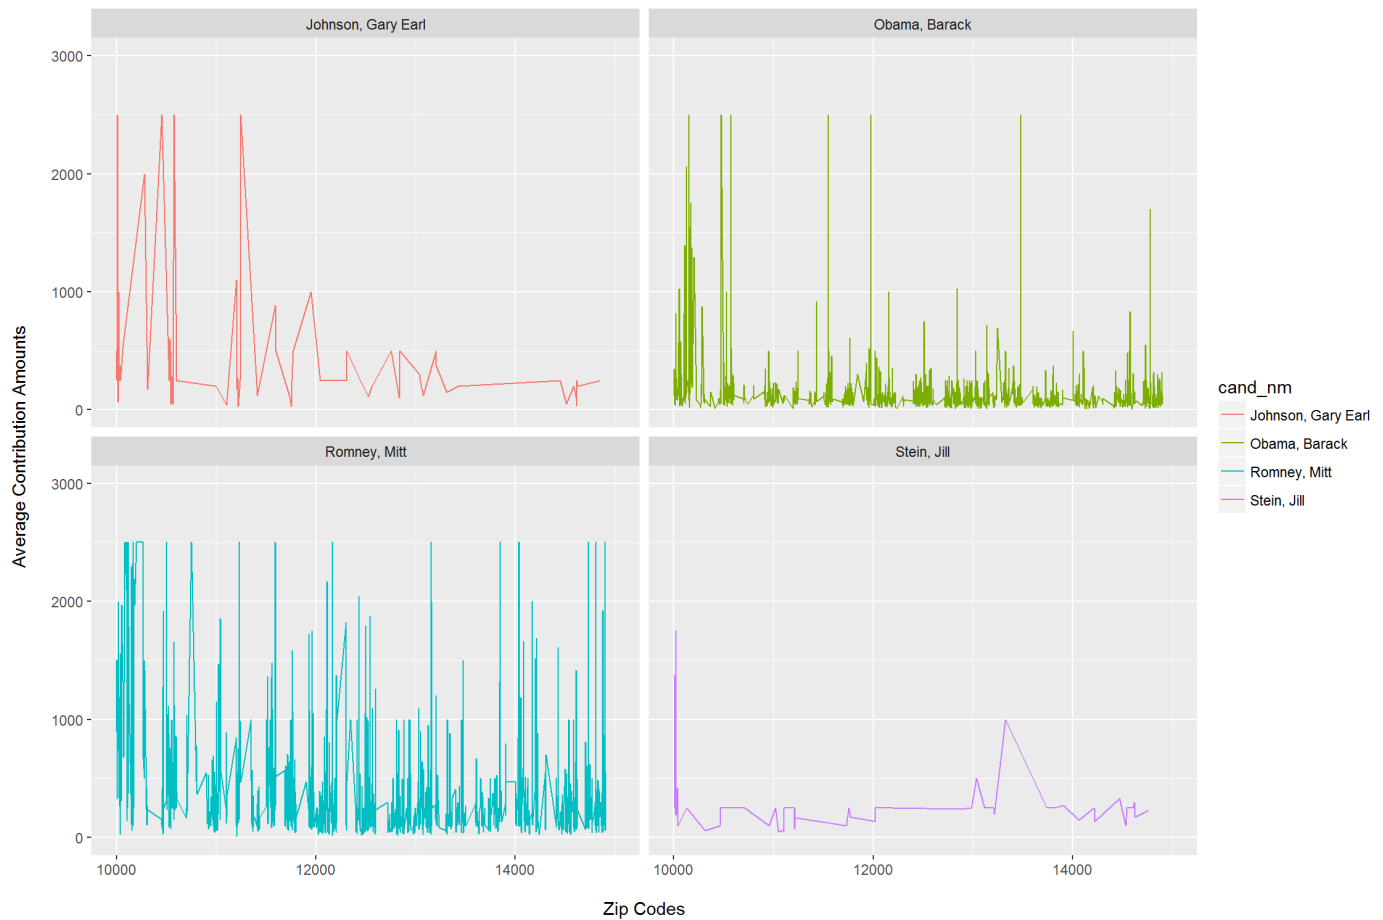 Johnson, Gary Earl
Obama, Barack
3000
2000
1000
0
Romney, Mitt
Stein, Jill
3000
2000
1000
0
10000
12000
14000
10000
12000
14000
Average Contribution Amounts
Zip Codes
cand_nm
Johnson, Gary Earl
Obama, Barack
Romney, Mitt
Stein, Jill